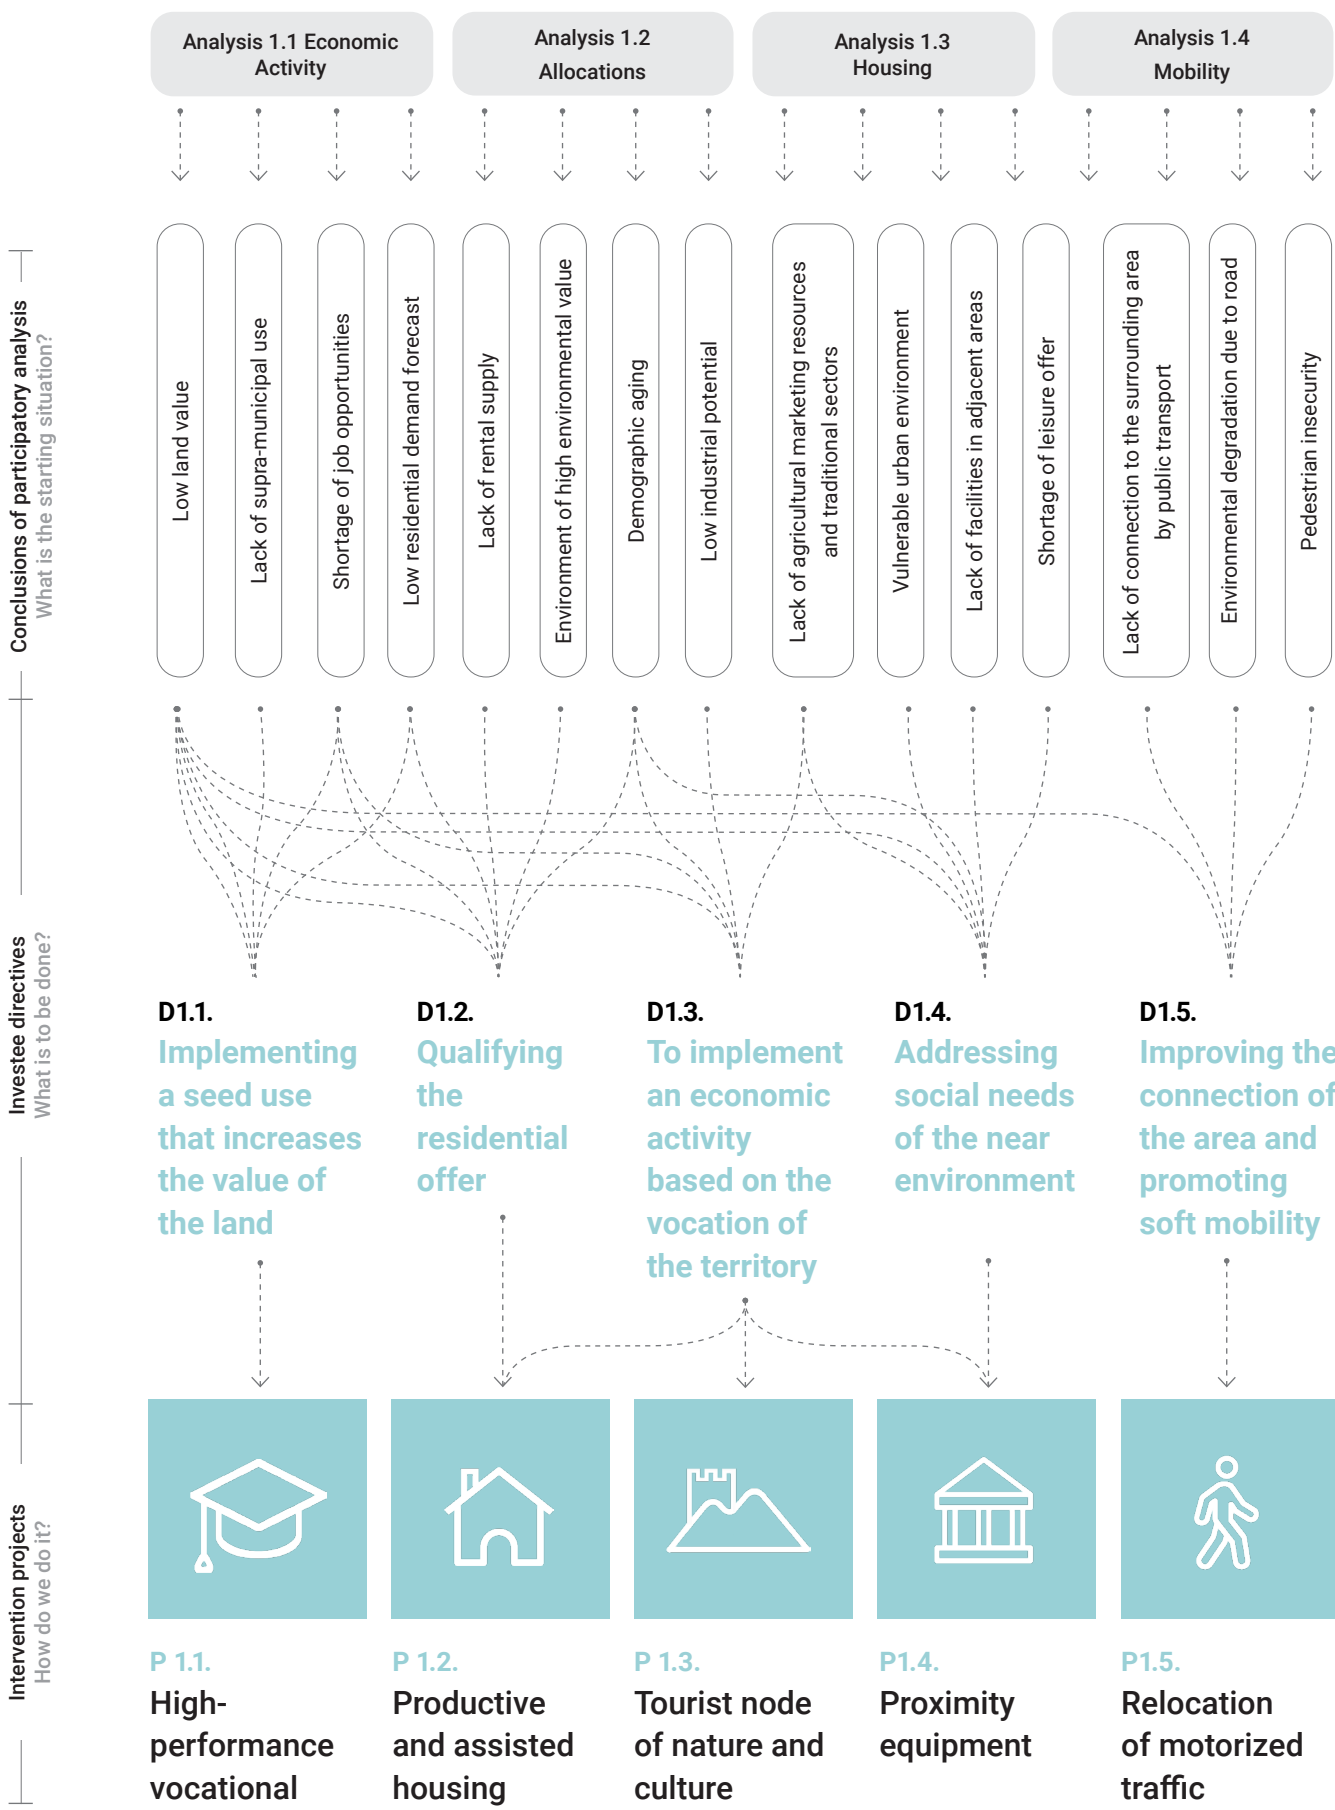 Analysis 1.1 Economic
Activity
Analysis 1.2
Allocations
Analysis 1.3
Housing
Analysis 1.4
Mobility
Conclusions of participatory analysis
What is the starting situation?
Low land value
Lack of supra-municipal use
Shortage of job opportunities
Low residential demand forecast
Lack of rental supply
Environment of high environmental value
Demographic aging
Low industrial potential
Lack of agricultural marketing resources
and traditional sectors
Vulnerable urban environment
Lack of facilities in adjacent areas
Shortage of leisure offer
Lack of connection to the surrounding area
by public transport
Environmental degradation due to road
Pedestrian insecurity
Investee directives
What is to be done?
D1.1.
Implementing
a seed use
that increases
the value of
the land
D1.2.
Qualifying
the
residential
offer
D1.3.
To implement
an economic
activity
based on the
vocation of
the territory
D1.4.
Addressing
social needs
of the near
environment
D1.5.
Improving the
connection of
the area and
promoting
soft mobility
Intervention projects
How do we do it?
P 1.1.
High-
performance
vocational
P 1.2.
Productive
and assisted
housing
P 1.3.
Tourist node
of nature and
culture
P1.4.
Proximity
equipment
P1.5.
Relocation
of motorized
traffic